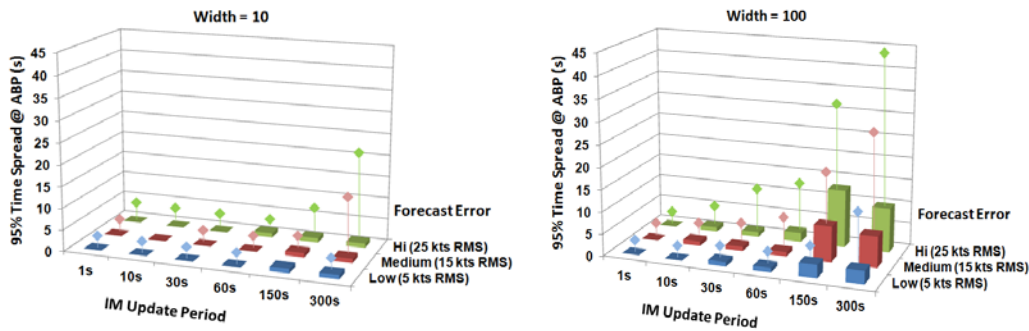 Width = 10
95% Time Spread @ ABP (s)
45
40
35
30
25
20
15
10
5
0
1s
10s
30s
60s
150s
300s
IM Update Period
Forecast Error
Hi (25 kts RMS)
Medium (15 kts RMS)
Low (5 kts RMS)
Width = 100
95% Time Spread @ ABP (s)
45
40
35
30
25
20
15
10
5
0
1s
10s
30s
60s
150s
300s
IM Update Period
Forecast Error
Hi (25 kts RMS)
Medium (15 kts RMS)
Low (5 kts RMS)